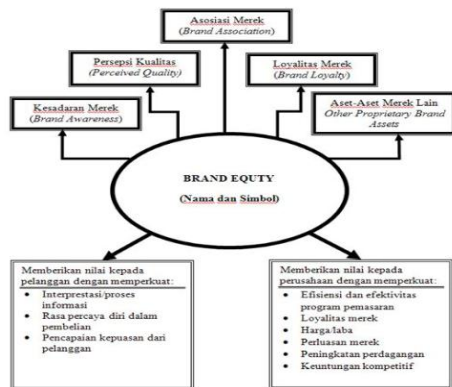 Asosiasi Merek
(Brand Association)
Persepsi Kualitas
(Perceived Quality)
Loyalitas Merek
(Brand Loyalty)
Kesadaran Merek
(Brand Awareness)
Aset-Aset Merek Lain
Other Proprietary Brand
Assets
BRAND EQUTY
(Nama dan Simbol)
Memberikan nilai kepada
pelanggan dengan memperkuat:
• Interprestasi/proses
informasi
• Rasa percaya diri dalam
pembelian
• Pencapaian kepuasan dari
pelanggan
Memberikan nilai kepada
perusahaan dengan memperkuat:
• Efisiensi dan efektivitas
program pemasaran
• Loyalitas merek
• Harga/laba
• Perluasan merek
• Peningkatan perdagangan
• Keuntungan kompetitif